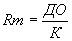 Rm = ДО / К